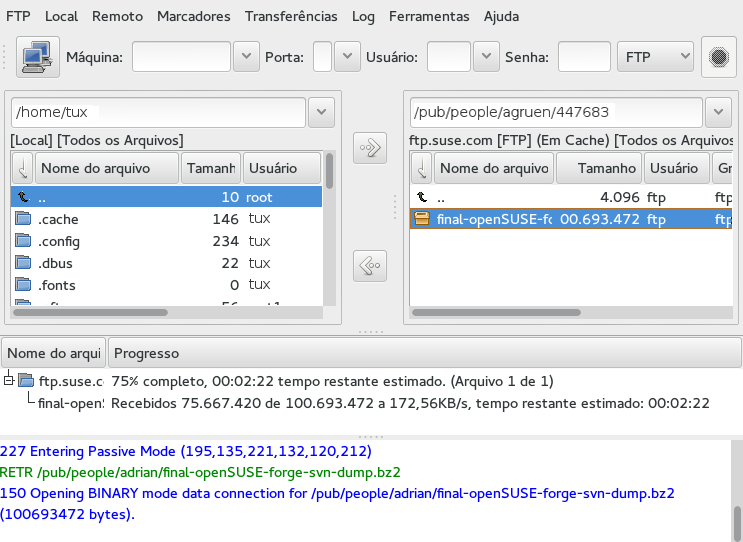 FTP Local Remoto Marcadores Transferências Log Ferramentas Ajuda
Máquina: Porta: Usuário: Senha: FTP
/home/tux
[Local] [Todos os Arquivos]
Nome do arquivo Tamanh Usuário
.. 10 root
.cache 146 tux
.config 234 tux
.dbus 22 tux
.fonts 0 tux
/pub/people/agruen/447683
ftp.suse.com [FTP] (Em Cache) [Todos os Arquivos
Nome do arquivo Tamanho Usuário Gr
.. 4.096 ftp ftp
final-openSUSE-fo 00.693.472 ftp ftp
Nome do arqui Progresso
ftp.suse.c 75% completo, 00:02:22 tempo restante estimado. (Arquivo 1 de 1)
final-open Recebidos 75.667.420 de 100.693.472 a 172,56KB/s, tempo restante estimado: 00:02:22
227 Entering Passive Mode (195,135,221,132,120,212)
RETR /pub/people/adrian/final-openSUSE-forge-svn-dump.bz2
150 Opening BINARY mode data connection for /pub/people/adrian/final-openSUSE-forge-svn-dump.bz2
(100693472 bytes).